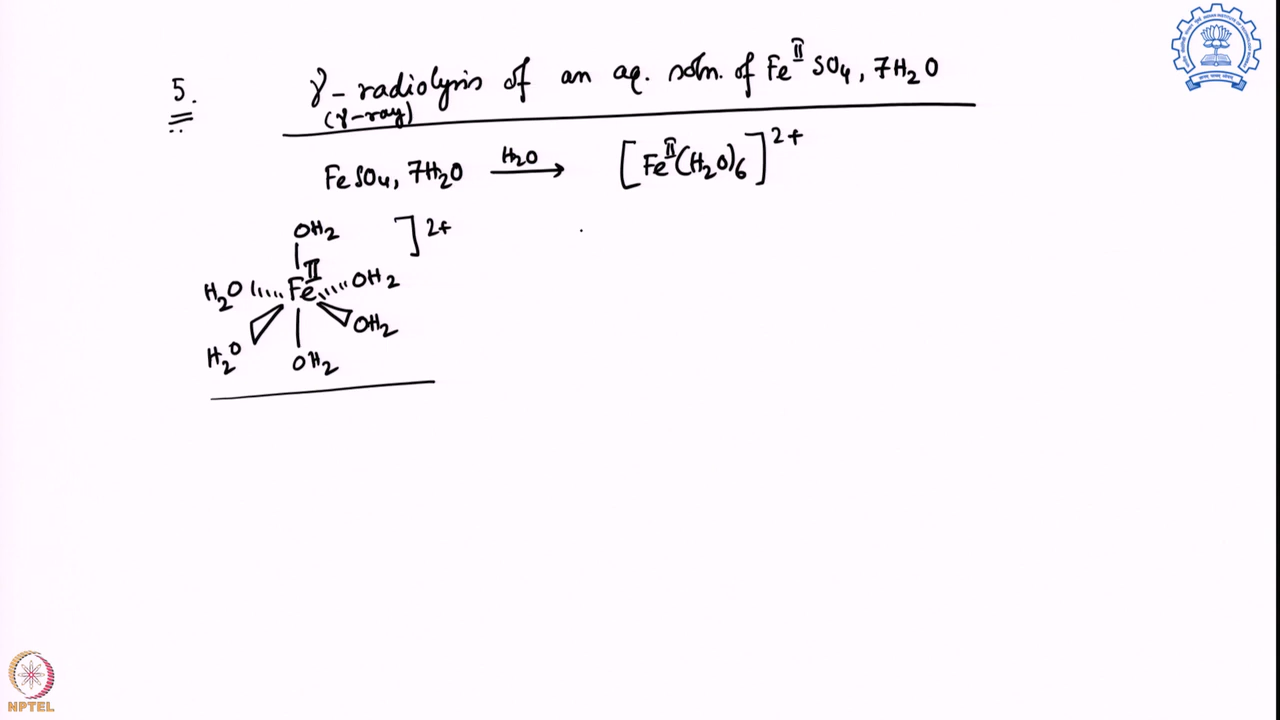 5. γ-radiolysis of an aq. soln. of Fe^II SO4, 7H2O
(γ-ray)
FeSO4, 7H2O —H2O→ [Fe^II(H2O)6]^2+
OH2 ]^2+
H2O Fe^II OH2
H2O OH2
OH2
NPTEL